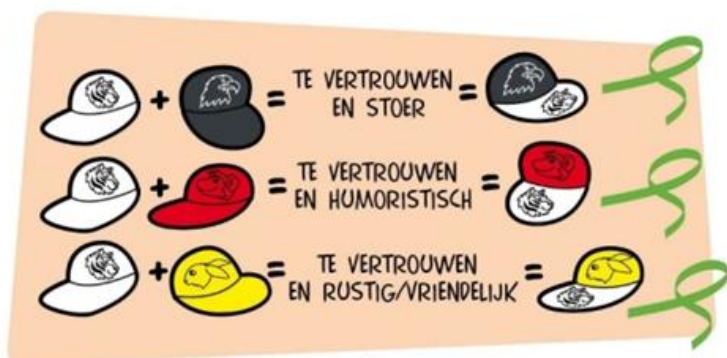 + = TE VERTROUWEN
EN STOER =
+ = TE VERTROUWEN
EN HUMORISTISCH =
+ = TE VERTROUWEN
EN RUSTIG/VRIENDELIJK =